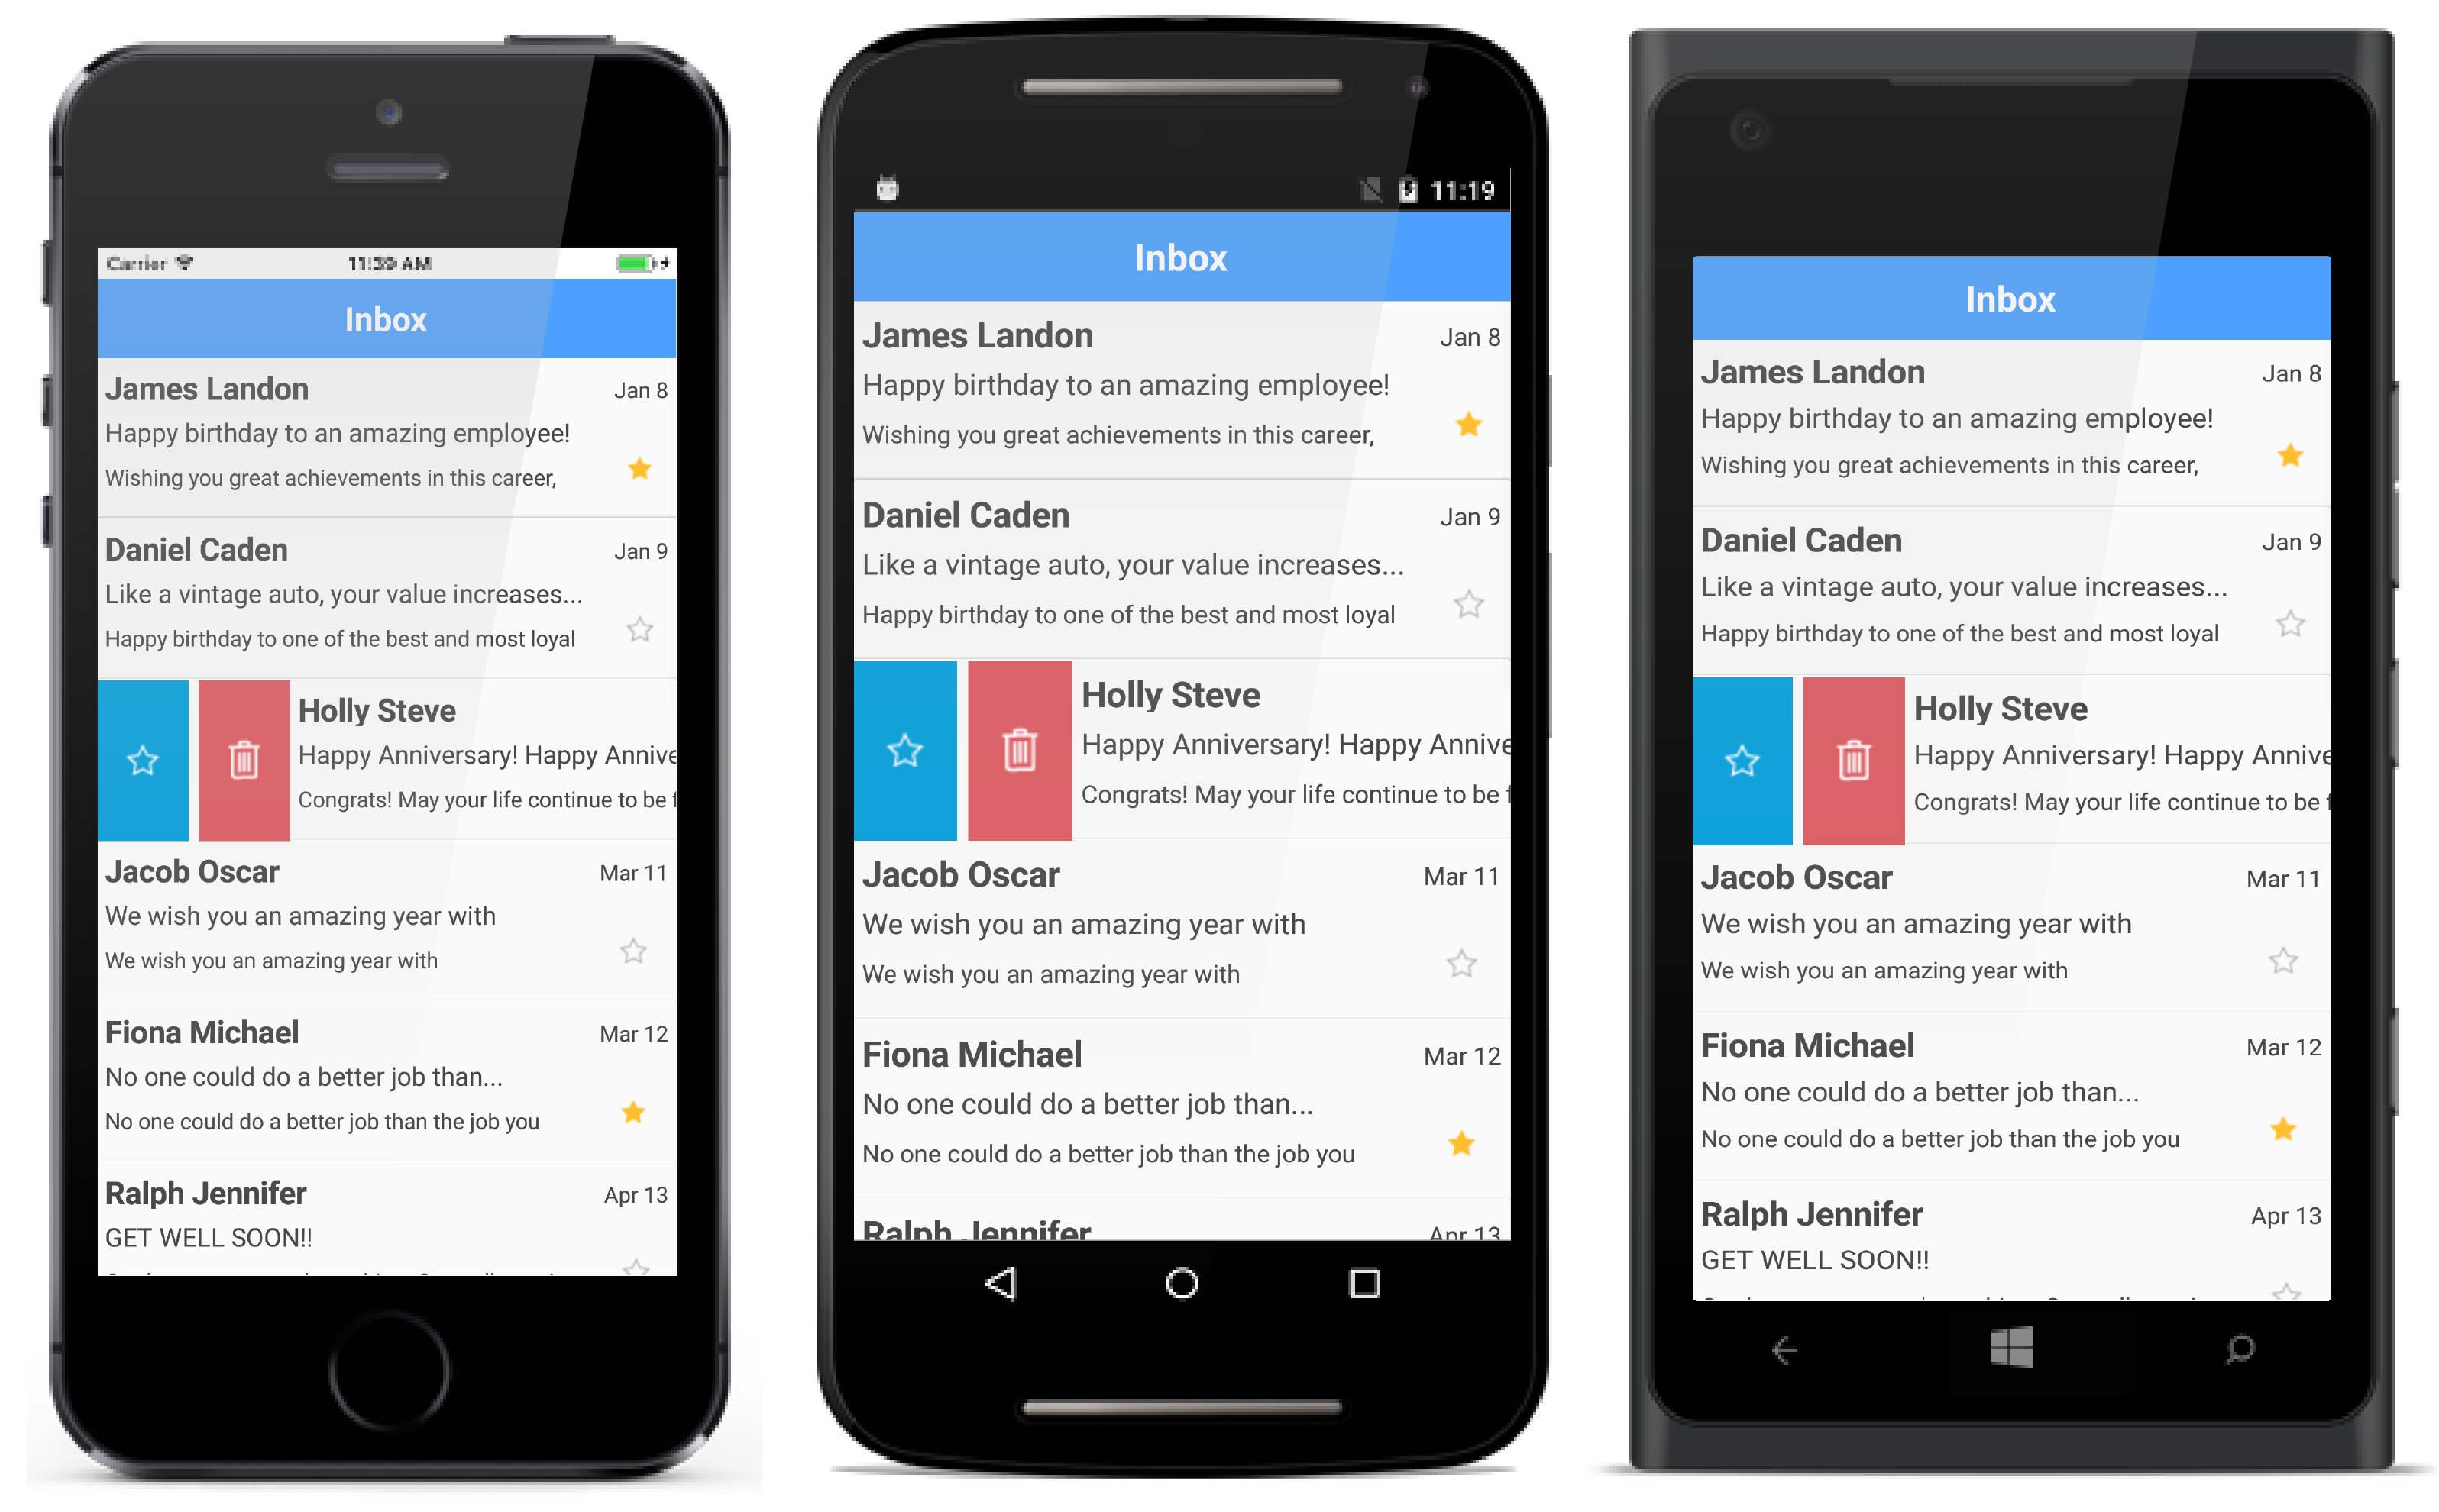 Carrier
11:39 AM
Inbox
James Landon
Jan 8
Happy birthday to an amazing employee!
Wishing you great achievements in this career,
Daniel Caden
Jan 9
Like a vintage auto, your value increases...
Happy birthday to one of the best and most loyal
Holly Steve
Happy Anniversary! Happy Annive
Congrats! May your life continue to be f
Jacob Oscar
Mar 11
We wish you an amazing year with
We wish you an amazing year with
Fiona Michael
Mar 12
No one could do a better job than...
No one could do a better job than the job you
Ralph Jennifer
Apr 13
GET WELL SOON!!
11:19
Inbox
James Landon
Jan 8
Happy birthday to an amazing employee!
Wishing you great achievements in this career,
Daniel Caden
Jan 9
Like a vintage auto, your value increases...
Happy birthday to one of the best and most loyal
Holly Steve
Happy Anniversary! Happy Annive
Congrats! May your life continue to be f
Jacob Oscar
Mar 11
We wish you an amazing year with
We wish you an amazing year with
Fiona Michael
Mar 12
No one could do a better job than...
No one could do a better job than the job you
Ralph Jennifer
Apr 13
Inbox
James Landon
Jan 8
Happy birthday to an amazing employee!
Wishing you great achievements in this career,
Daniel Caden
Jan 9
Like a vintage auto, your value increases...
Happy birthday to one of the best and most loyal
Holly Steve
Happy Anniversary! Happy Annive
Congrats! May your life continue to be f
Jacob Oscar
Mar 11
We wish you an amazing year with
We wish you an amazing year with
Fiona Michael
Mar 12
No one could do a better job than...
No one could do a better job than the job you
Ralph Jennifer
Apr 13
GET WELL SOON!!